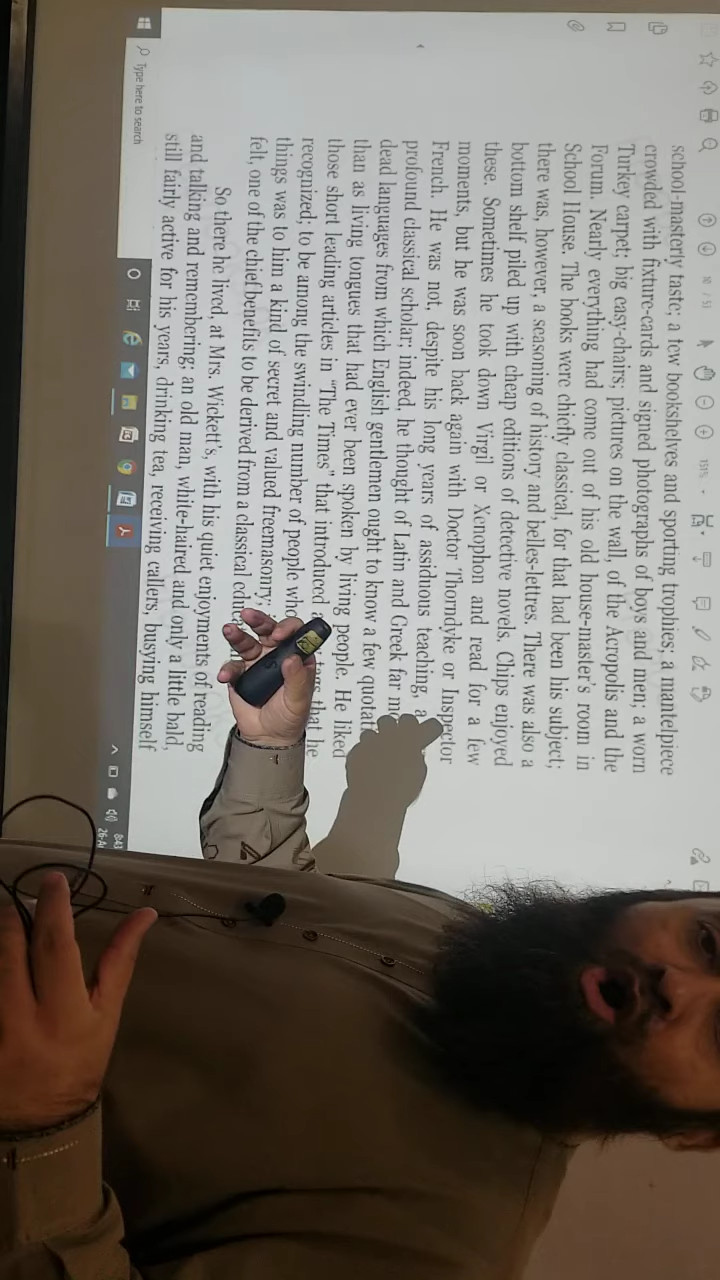 10 / 53
151%
school-masterly taste; a few bookshelves and sporting trophies; a mantelpiece
crowded with fixture-cards and signed photographs of boys and men; a worn
Turkey carpet; big easy-chairs; pictures on the wall, of the Acropolis and the
Forum. Nearly everything had come out of his old house-master's room in
School House. The books were chiefly classical, for that had been his subject;
there was, however, a seasoning of history and belles-lettres. There was also a
bottom shelf piled up with cheap editions of detective novels. Chips enjoyed
these. Sometimes he took down Virgil or Xenophon and read for a few
moments, but he was soon back again with Doctor Thorndyke or Inspector
French. He was not, despite his long years of assiduous teaching, a
profound classical scholar; indeed, he thought of Latin and Greek far
dead languages from which English gentlemen ought to know a few
than as living tongues that had ever been spoken by living people. He liked
those short leading articles in "The Times" that introduced tags that he
recognized; to be among the swindling number of people who
things was to him a kind of secret and valued freemasonry;
felt, one of the chief benefits to be derived from a classical
So there he lived, at Mrs. Wickett's, with his quiet enjoyments of reading
and talking and remembering; an old man, white-haired and only a little bald,
still fairly active for his years, drinking tea, receiving callers, busying himself
Type here to search
8:43